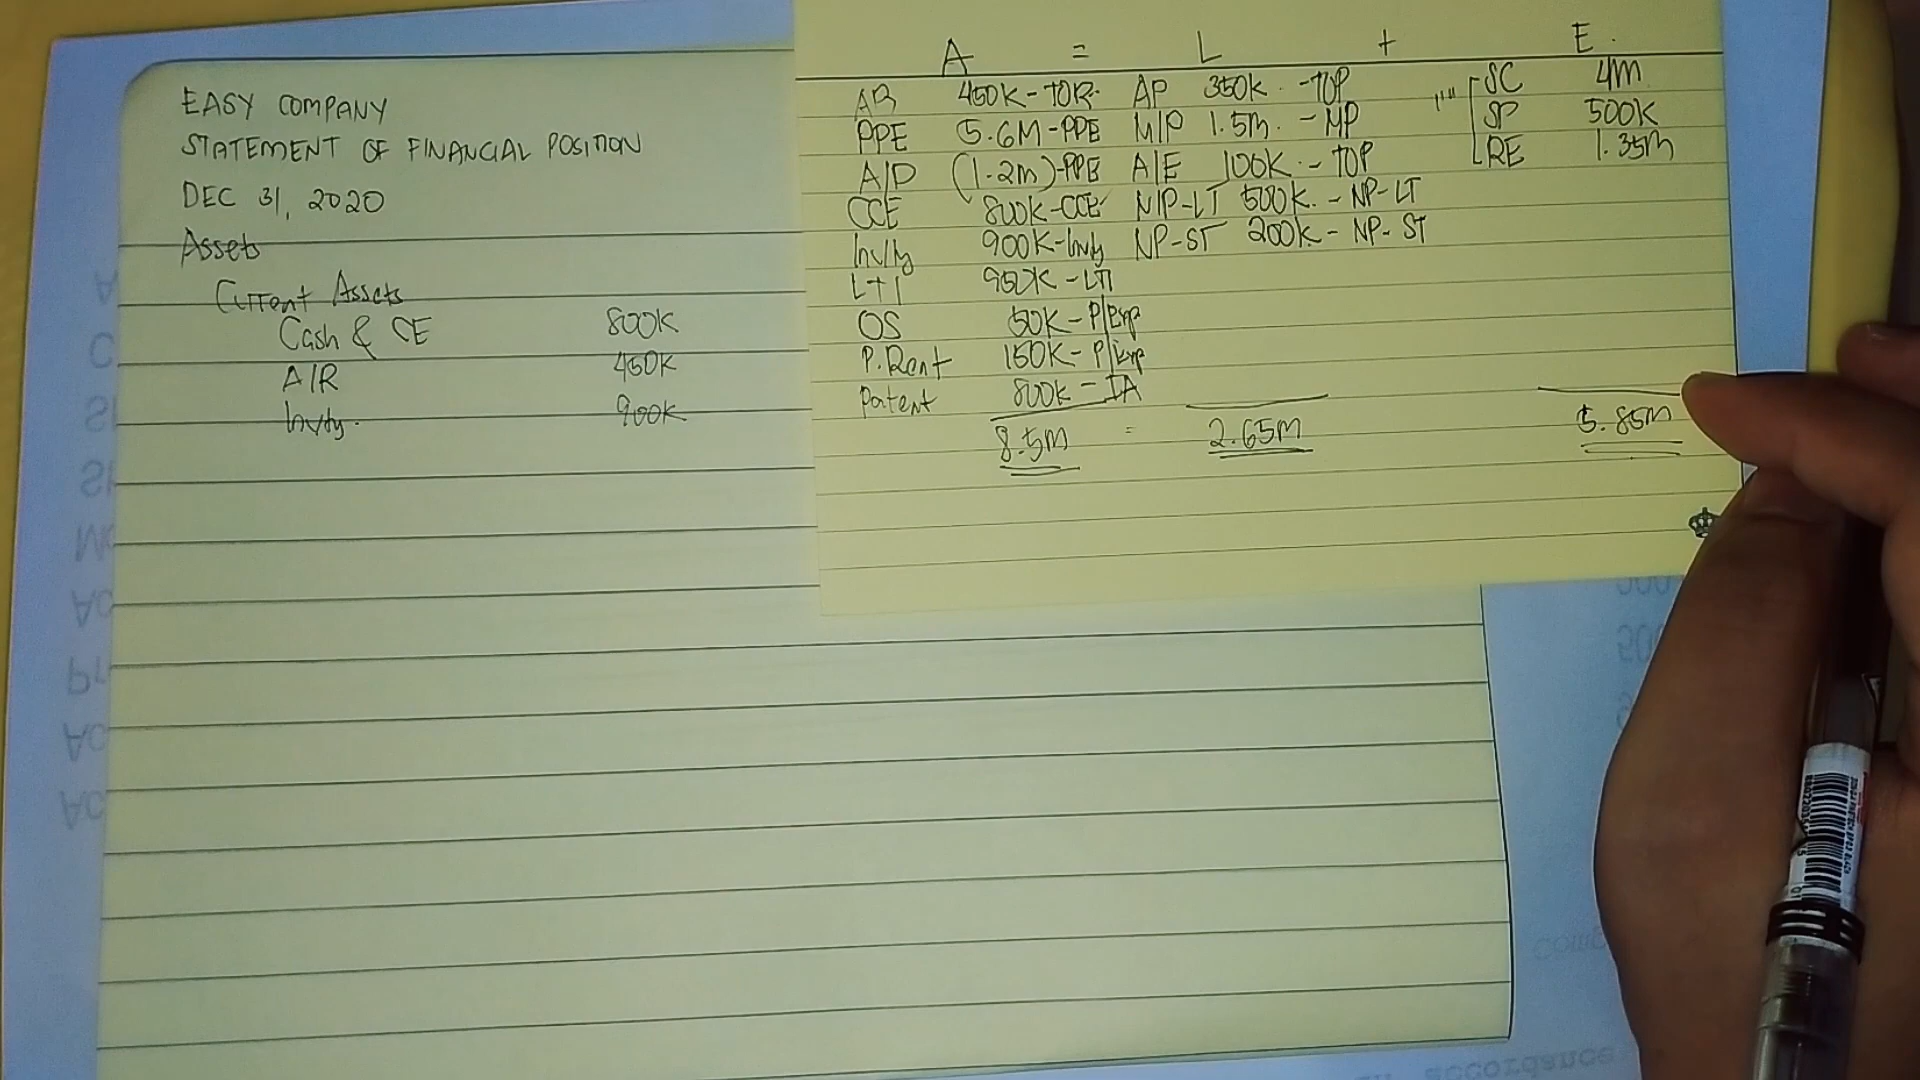 EASY COMPANY
STATEMENT OF FINANCIAL POSITION
DEC 31, 2020
Assets
Current Assets
Cash & CE 800K
A/R 450K
Invty. 900K
A = L + E.
AR 450K-TOR AP 350K. -TOP SC 4M
PPE 5.6M-PPE M/P 1.5m. - MP SP 500K
A/D (1.2m)-PPE A/E 100K. - TOP RE 1.35M
CCE 800K-CCE N/P-LT 500K. - NP-LT
Invty 900K-Invty NP-ST 200K - NP-ST
LTI 950K - LTI
OS 50K - P/Exp
P.Rent 150K - P/Exp
Patent 800K - IA
8.5M = 2.65M 5.85M
accordance